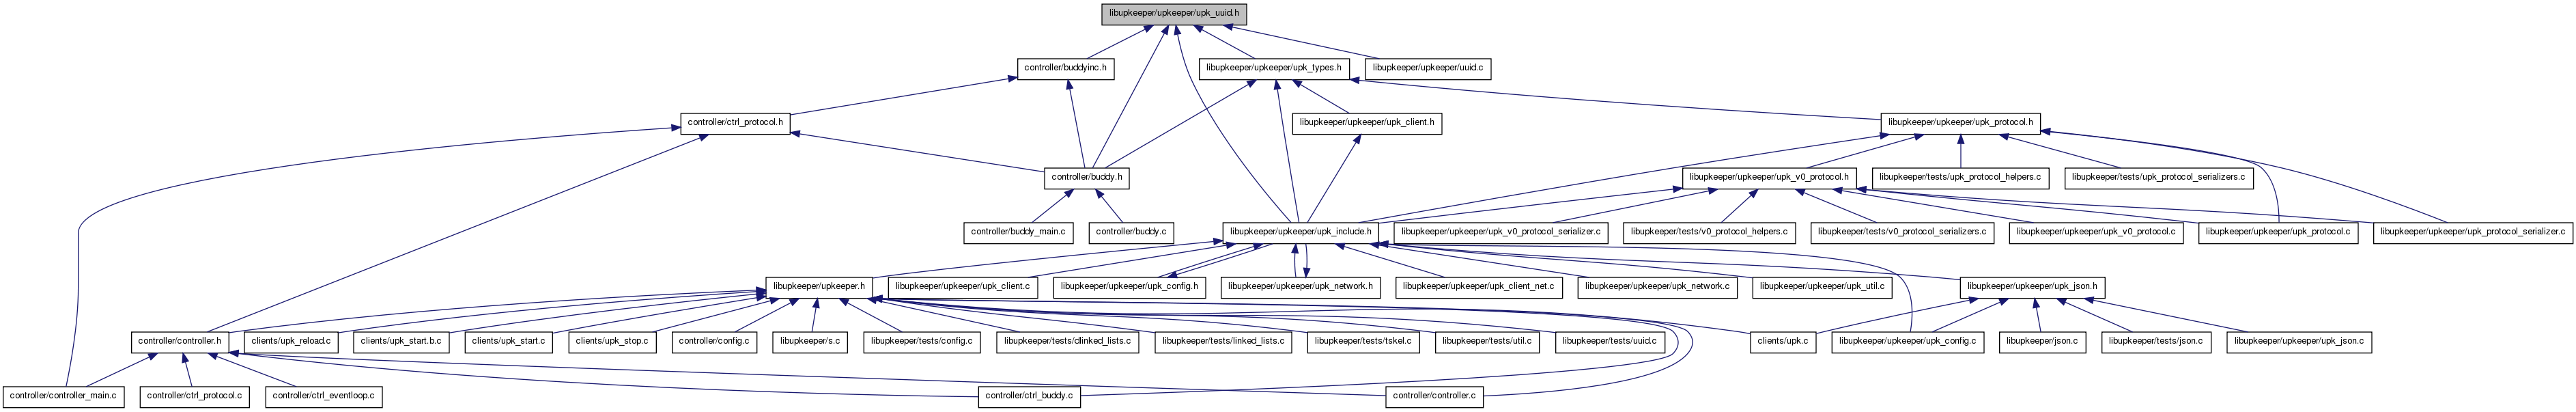 libupkeeper/upkeeper/upk_uuid.h
controller/buddyinc.h
libupkeeper/upkeeper/upk_types.h
libupkeeper/upkeeper/uuid.c
controller/ctrl_protocol.h
libupkeeper/upkeeper/upk_client.h
libupkeeper/upkeeper/upk_protocol.h
controller/buddy.h
libupkeeper/upkeeper/upk_v0_protocol.h
libupkeeper/tests/upk_protocol_helpers.c
libupkeeper/tests/upk_protocol_serializers.c
controller/buddy_main.c
controller/buddy.c
libupkeeper/upkeeper/upk_include.h
libupkeeper/upkeeper/upk_v0_protocol_serializer.c
libupkeeper/tests/v0_protocol_helpers.c
libupkeeper/tests/v0_protocol_serializers.c
libupkeeper/upkeeper/upk_v0_protocol.c
libupkeeper/upkeeper/upk_protocol.c
libupkeeper/upkeeper/upk_protocol_serializer.c
libupkeeper/upkeeper.h
libupkeeper/upkeeper/upk_client.c
libupkeeper/upkeeper/upk_config.h
libupkeeper/upkeeper/upk_network.h
libupkeeper/upkeeper/upk_client_net.c
libupkeeper/upkeeper/upk_network.c
libupkeeper/upkeeper/upk_util.c
libupkeeper/upkeeper/upk_json.h
controller/controller.h
clients/upk_reload.c
clients/upk_start.b.c
clients/upk_start.c
clients/upk_stop.c
controller/config.c
libupkeeper/s.c
libupkeeper/tests/config.c
libupkeeper/tests/dlinked_lists.c
libupkeeper/tests/linked_lists.c
libupkeeper/tests/tskel.c
libupkeeper/tests/util.c
libupkeeper/tests/uuid.c
clients/upk.c
libupkeeper/upkeeper/upk_config.c
libupkeeper/json.c
libupkeeper/tests/json.c
libupkeeper/upkeeper/upk_json.c
controller/controller_main.c
controller/ctrl_protocol.c
controller/ctrl_eventloop.c
controller/ctrl_buddy.c
controller/controller.c